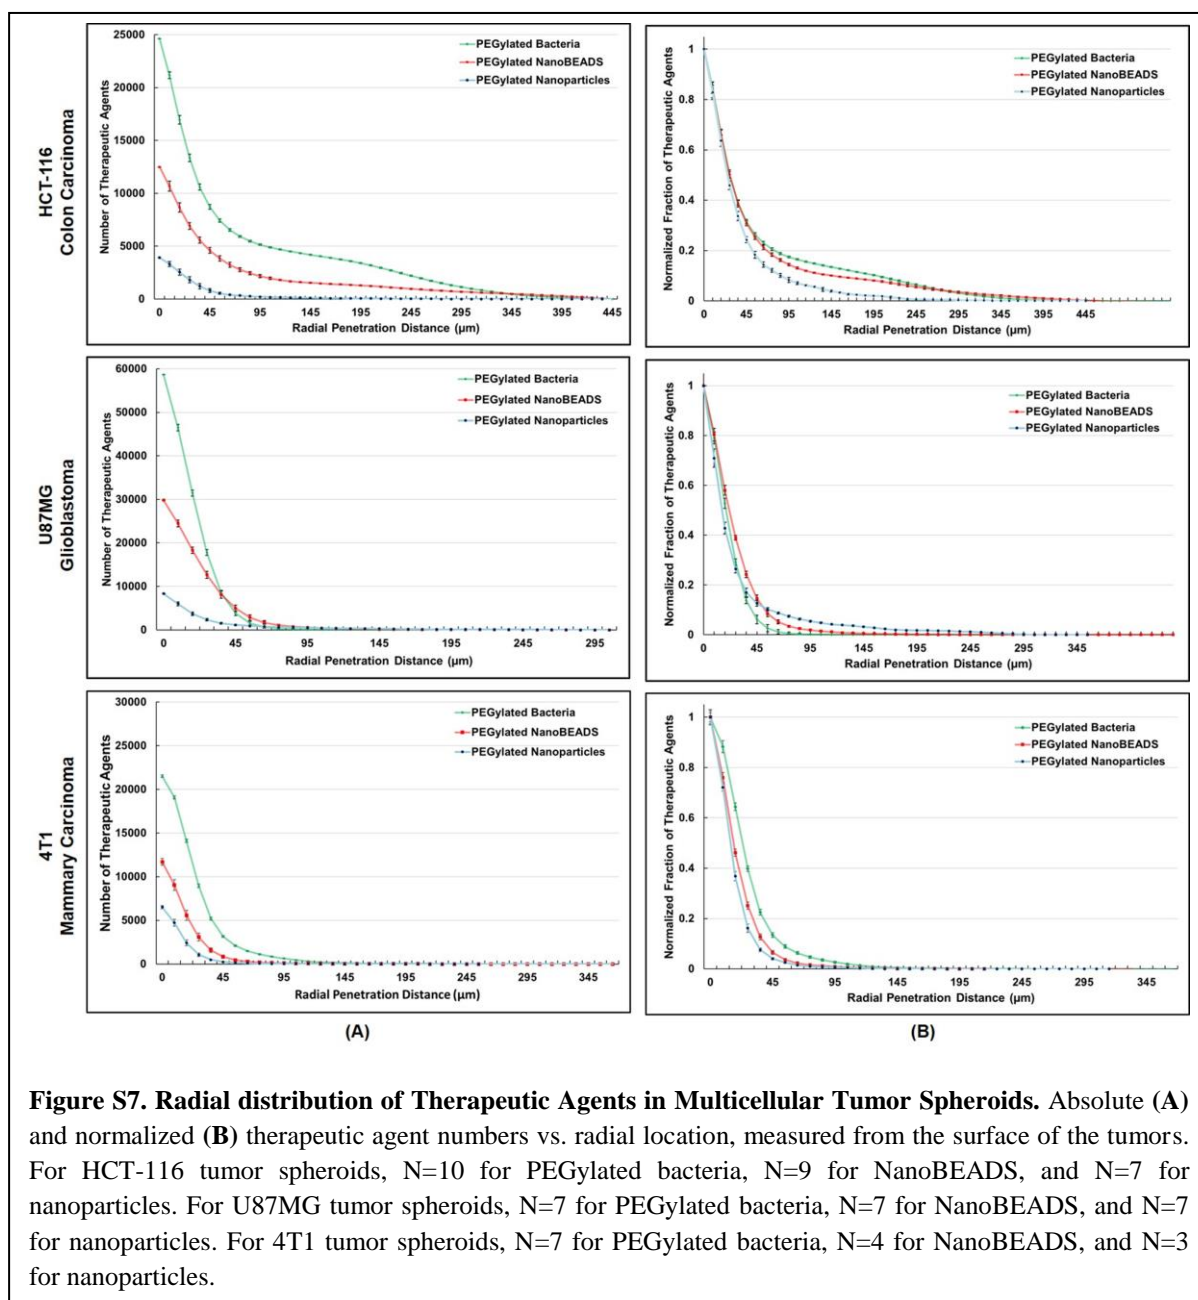 HCT-116
Colon Carcinoma
Number of Therapeutic Agents
25000
20000
15000
10000
5000
0
PEGylated Bacteria
PEGylated NanoBEADS
PEGylated Nanoparticles
0 45 95 145 195 245 295 345 395 445
Radial Penetration Distance (µm)
Normalized Fraction of Therapeutic Agents
1
0.8
0.6
0.4
0.2
0
PEGylated Bacteria
PEGylated NanoBEADS
PEGylated Nanoparticles
0 45 95 145 195 245 295 345 395 445
Radial Penetration Distance (µm)
U87MG
Glioblastoma
Number of Therapeutic Agents
60000
50000
40000
30000
20000
10000
0
PEGylated Bacteria
PEGylated NanoBEADS
PEGylated Nanoparticles
0 45 95 145 195 245 295
Radial Penetration Distance (µm)
Normalized Fraction of Therapeutic Agents
1
0.8
0.6
0.4
0.2
0
PEGylated Bacteria
PEGylated NanoBEADS
PEGylated Nanoparticles
0 45 95 145 195 245 295 345
Radial Penetration Distance (µm)
4T1
Mammary Carcinoma
Number of Therapeutic Agents
30000
25000
20000
15000
10000
5000
0
PEGylated Bacteria
PEGylated NanoBEADS
PEGylated Nanoparticles
0 45 95 145 195 245 295 345
Radial Penetration Distance (µm)
Normalized Fraction of Therapeutic Agents
1
0.8
0.6
0.4
0.2
0
PEGylated Bacteria
PEGylated NanoBEADS
PEGylated Nanoparticles
0 45 95 145 195 245 295 345
Radial Penetration Distance (µm)
(A)
(B)
Figure S7. Radial distribution of Therapeutic Agents in Multicellular Tumor Spheroids. Absolute (A)
and normalized (B) therapeutic agent numbers vs. radial location, measured from the surface of the tumors.
For HCT-116 tumor spheroids, N=10 for PEGylated bacteria, N=9 for NanoBEADS, and N=7 for
nanoparticles. For U87MG tumor spheroids, N=7 for PEGylated bacteria, N=7 for NanoBEADS, and N=7
for nanoparticles. For 4T1 tumor spheroids, N=7 for PEGylated bacteria, N=4 for NanoBEADS, and N=3
for nanoparticles.